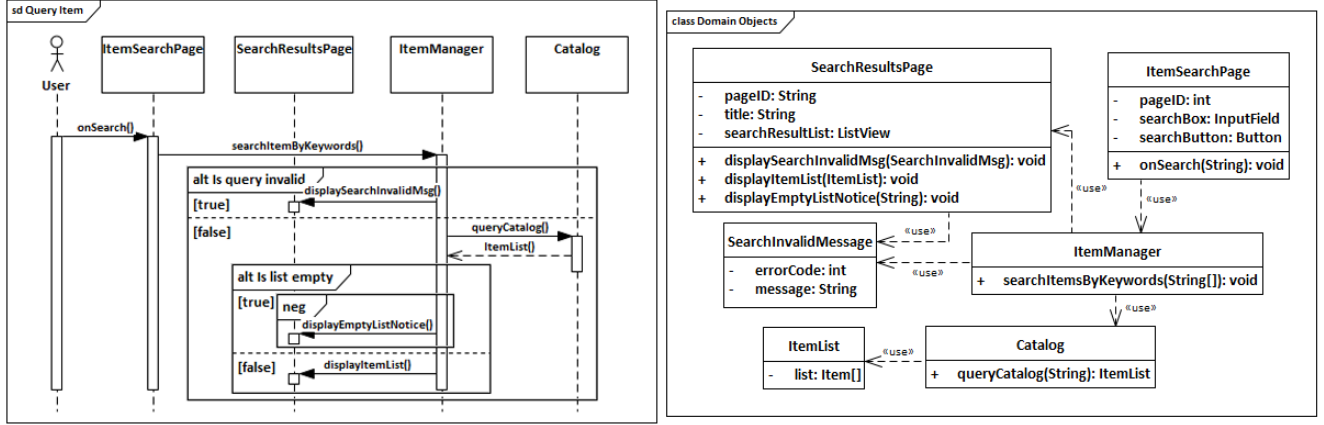 sd Query Item
User
ItemSearchPage
SearchResultsPage
ItemManager
Catalog
onSearch()
searchItemByKeywords()
alt Is query invalid
displaySearchInvalidMsg()
[true]
[false]
queryCatalog()
ItemList()
alt Is list empty
[true]
neg
displayEmptyListNotice()
[false]
displayItemList()
class Domain Objects
SearchResultsPage
- pageID: String
- title: String
- searchResultList: ListView
+ displaySearchInvalidMsg(SearchInvalidMsg): void
+ displayItemList(ItemList): void
+ displayEmptyListNotice(String): void
ItemSearchPage
- pageID: int
- searchBox: InputField
- searchButton: Button
+ onSearch(String): void
«use»
«use»
«use»
SearchInvalidMessage
- errorCode: int
- message: String
«use»
ItemManager
+ searchItemsByKeywords(String[]): void
«use»
ItemList
- list: Item[]
«use»
Catalog
+ queryCatalog(String): ItemList